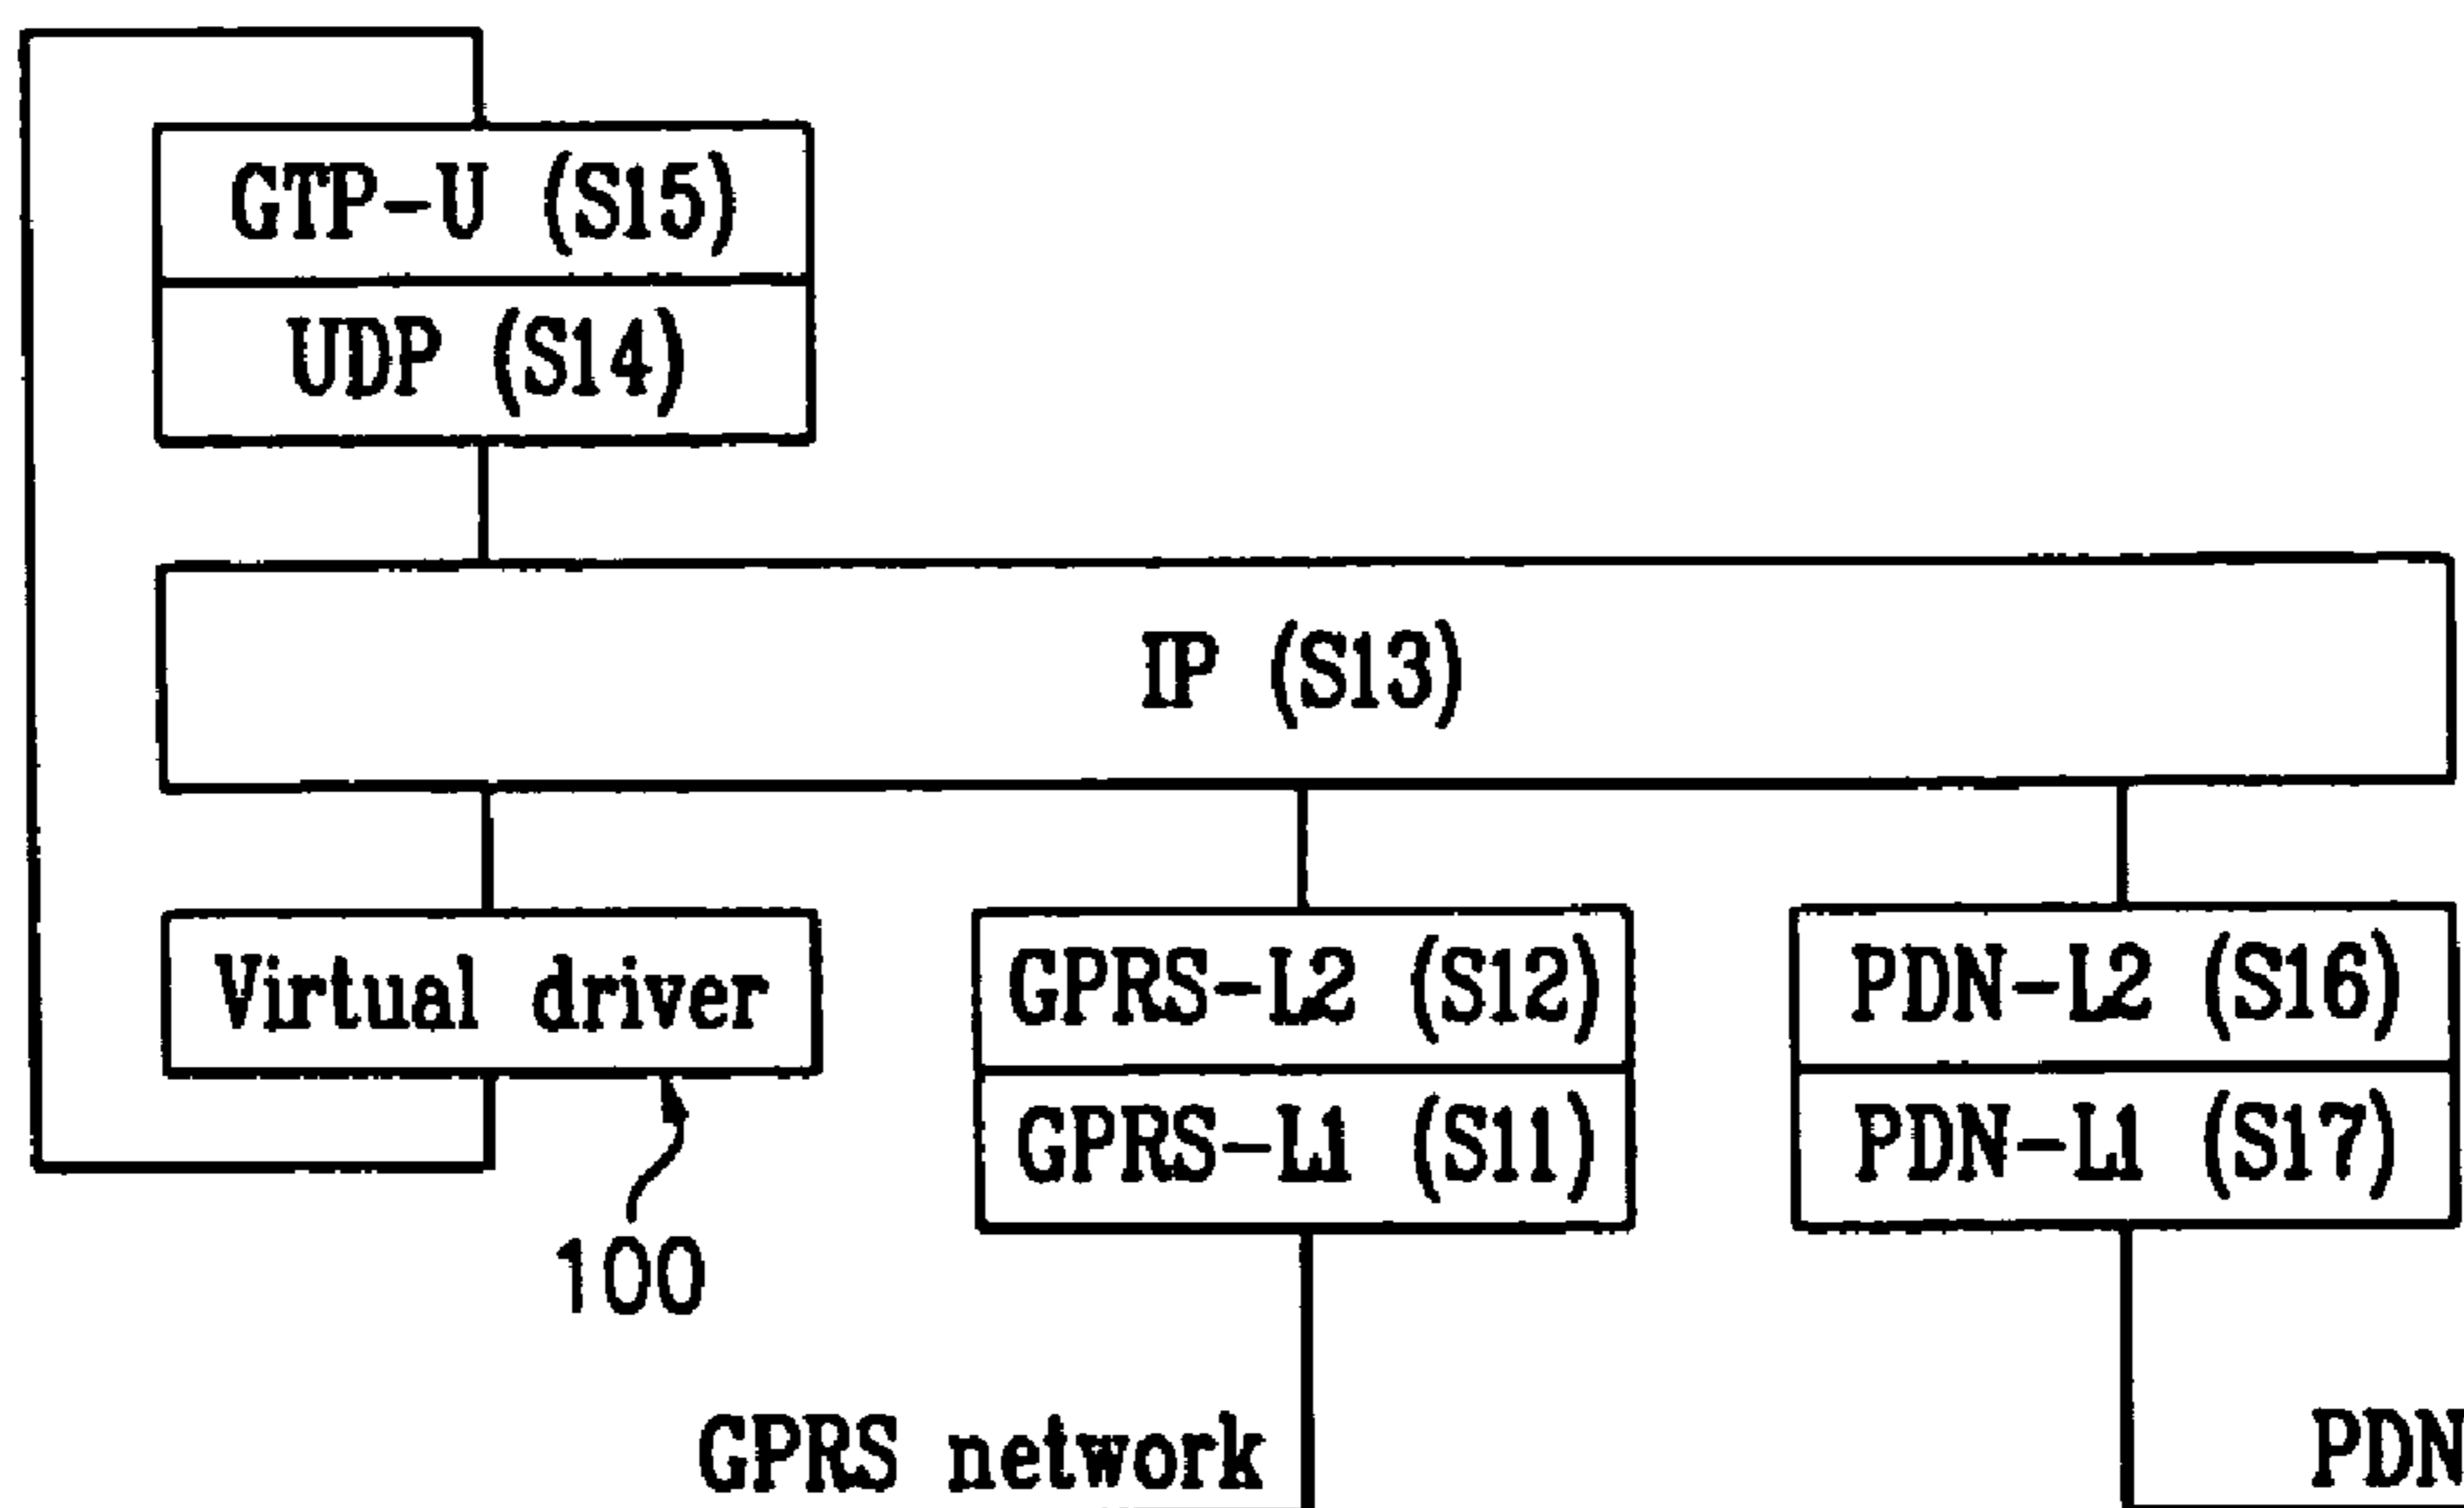 GTP-U (S15)
UDP (S14)
IP (S13)
Virtual driver
GPRS-L2 (S12)
PDN-L2 (S16)
GPRS-L1 (S11)
PDN-L1 (S17)
100
GPRS network
PDN